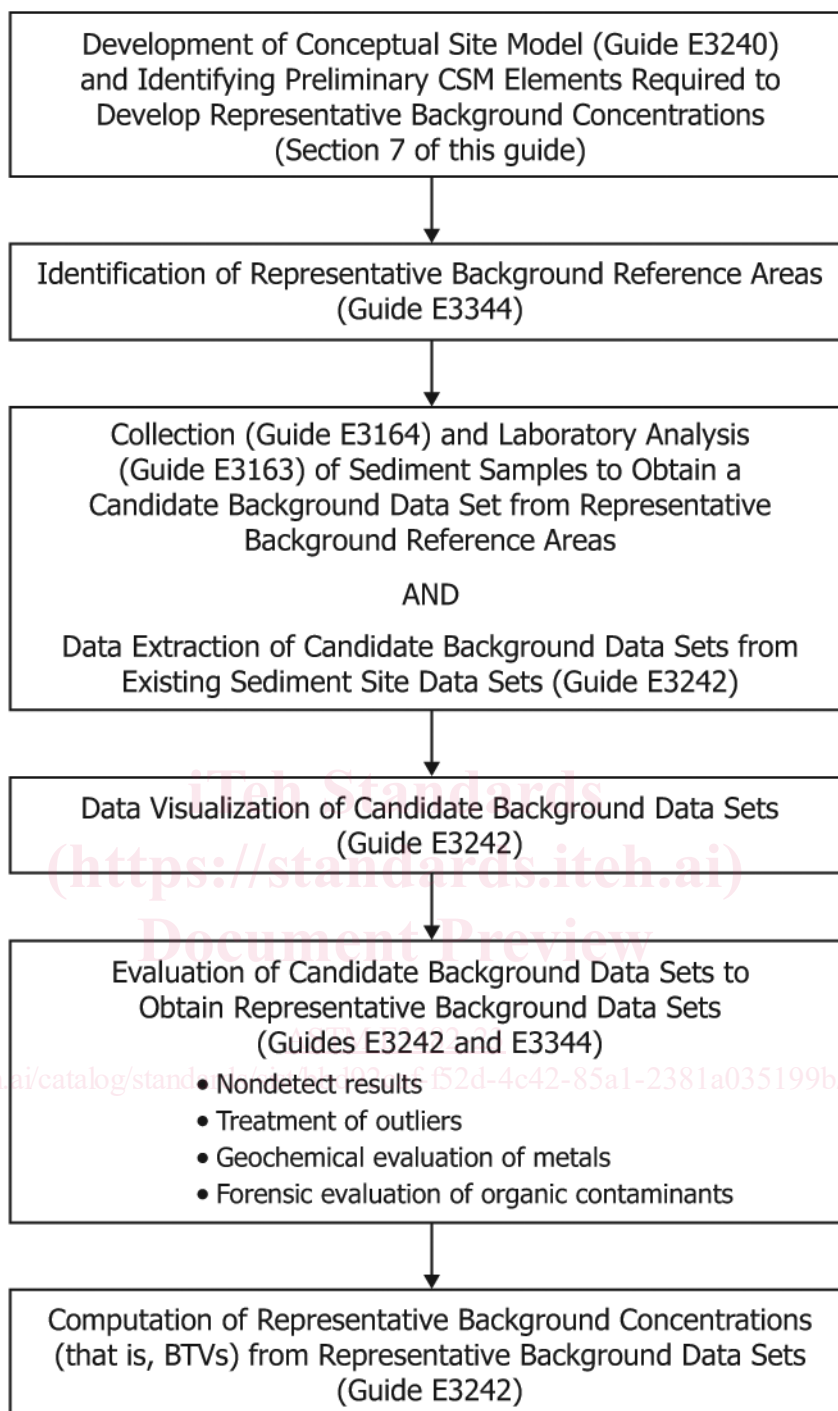 Development of Conceptual Site Model (Guide E3240)
and Identifying Preliminary CSM Elements Required to
Develop Representative Background Concentrations
(Section 7 of this guide)
Identification of Representative Background Reference Areas
(Guide E3344)
Collection (Guide E3164) and Laboratory Analysis
(Guide E3163) of Sediment Samples to Obtain a
Candidate Background Data Set from Representative
Background Reference Areas
AND
Data Extraction of Candidate Background Data Sets from
Existing Sediment Site Data Sets (Guide E3242)
iTeh Standards
Data Visualization of Candidate Background Data Sets
(Guide E3242)
(https://standards.iteh.ai)
Document Preview
Evaluation of Candidate Background Data Sets to
Obtain Representative Background Data Sets
(Guides E3242 and E3344)
• Nondetect results
• Treatment of outliers
• Geochemical evaluation of metals
• Forensic evaluation of organic contaminants
Computation of Representative Background Concentrations
(that is, BTVs) from Representative Background Data Sets
(Guide E3242)